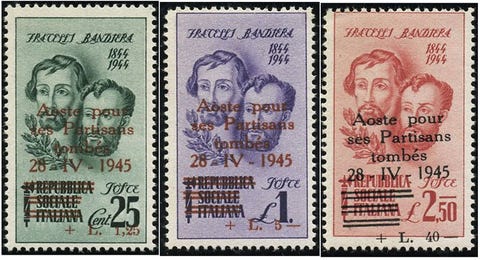 FRATELLI BANDIERA
1844
1944
Aoste pour
ses Partisans
tombés
28 - IV - 1945
REPUBBLICA
SOCIALE
ITALIANA
Cent. 25
+ L. 1,25
FRATELLI BANDIERA
1844
1944
Aoste pour
ses Partisans
tombés
28 - IV - 1945
REPUBBLICA
SOCIALE
ITALIANA
£ 1.
+ L. 5 —
FRATELLI BANDIERA
1844
1944
Aoste pour
ses Partisans
tombés
28 - IV - 1945
REPUBBLICA
SOCIALE
ITALIANA
£ 2,50
+ L. 40 —